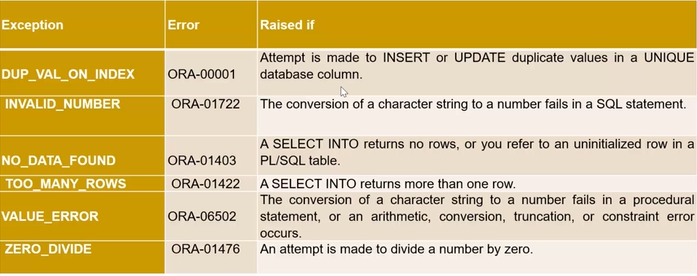 Exception Error Raised if
Attempt is made to INSERT or UPDATE duplicate values in a UNIQUE
DUP_VAL_ON_INDEX ORA-00001 database column.
INVALID_NUMBER ORA-01722 The conversion of a character string to a number fails in a SQL statement.
A SELECT INTO returns no rows, or you refer to an uninitialized row in a
NO_DATA_FOUND ORA-01403 PL/SQL table.
TOO_MANY_ROWS ORA-01422 A SELECT INTO returns more than one row.
The conversion of a character string to a number fails in a procedural
VALUE_ERROR ORA-06502 statement, or an arithmetic, conversion, truncation, or constraint error
occurs.
ZERO_DIVIDE ORA-01476 An attempt is made to divide a number by zero.